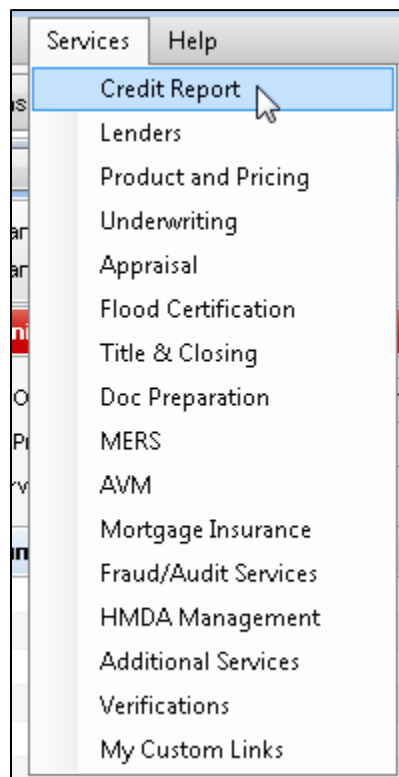 Services Help
Credit Report
Lenders
Product and Pricing
Underwriting
Appraisal
Flood Certification
Title & Closing
Doc Preparation
MERS
AVM
Mortgage Insurance
Fraud/Audit Services
HMDA Management
Additional Services
Verifications
My Custom Links